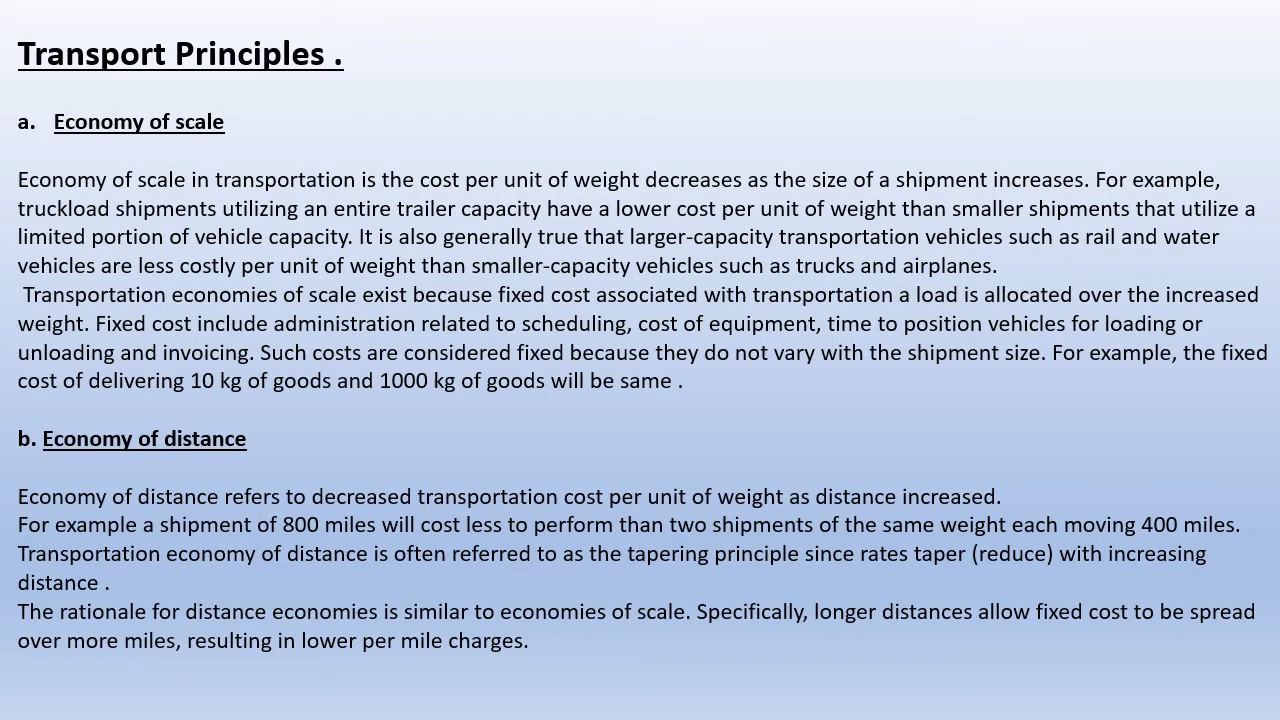 Transport Principles .
a. Economy of scale
Economy of scale in transportation is the cost per unit of weight decreases as the size of a shipment increases. For example,
truckload shipments utilizing an entire trailer capacity have a lower cost per unit of weight than smaller shipments that utilize a
limited portion of vehicle capacity. It is also generally true that larger-capacity transportation vehicles such as rail and water
vehicles are less costly per unit of weight than smaller-capacity vehicles such as trucks and airplanes.
Transportation economies of scale exist because fixed cost associated with transportation a load is allocated over the increased
weight. Fixed cost include administration related to scheduling, cost of equipment, time to position vehicles for loading or
unloading and invoicing. Such costs are considered fixed because they do not vary with the shipment size. For example, the fixed
cost of delivering 10 kg of goods and 1000 kg of goods will be same .
b. Economy of distance
Economy of distance refers to decreased transportation cost per unit of weight as distance increased.
For example a shipment of 800 miles will cost less to perform than two shipments of the same weight each moving 400 miles.
Transportation economy of distance is often referred to as the tapering principle since rates taper (reduce) with increasing
distance .
The rationale for distance economies is similar to economies of scale. Specifically, longer distances allow fixed cost to be spread
over more miles, resulting in lower per mile charges.